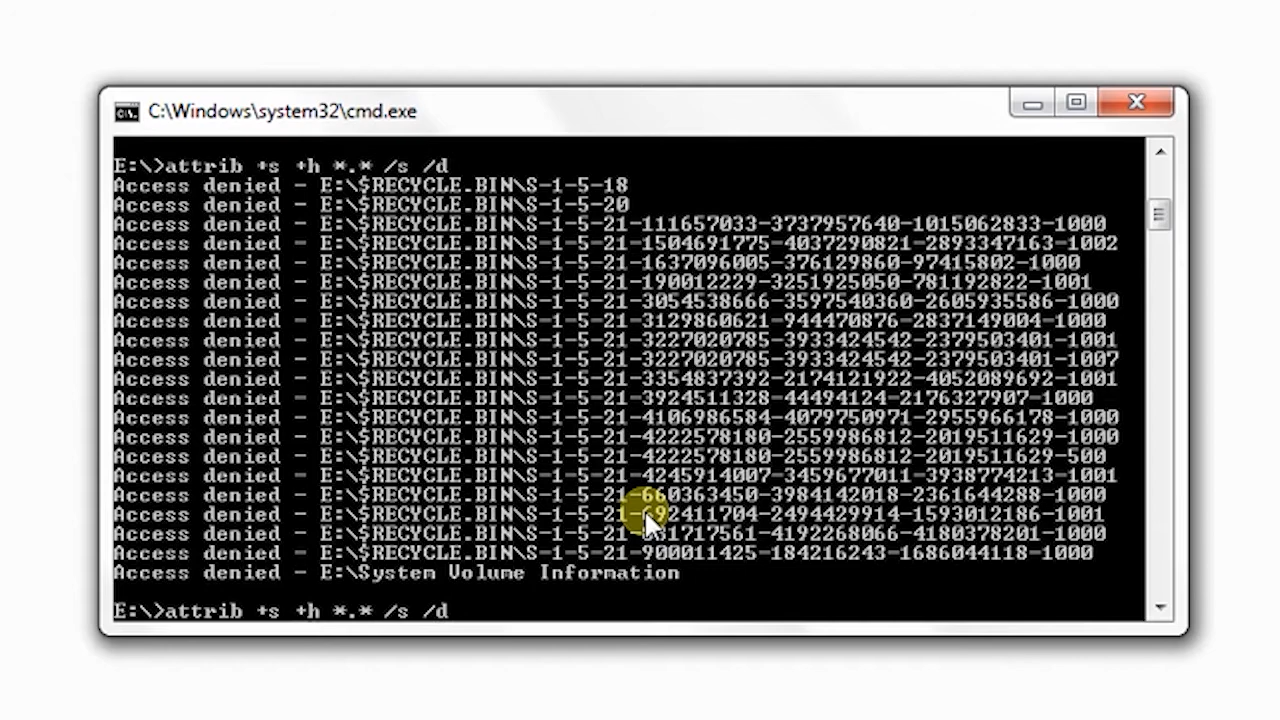 C:\Windows\system32\cmd.exe
E:\>attrib +s +h *.* /s /d
Access denied - E:\$RECYCLE.BIN\S-1-5-18
Access denied - E:\$RECYCLE.BIN\S-1-5-20
Access denied - E:\$RECYCLE.BIN\S-1-5-21-111657033-3737957640-1015062833-1000
Access denied - E:\$RECYCLE.BIN\S-1-5-21-1504691775-4037290821-2893347163-1002
Access denied - E:\$RECYCLE.BIN\S-1-5-21-1637096005-376129860-97415802-1000
Access denied - E:\$RECYCLE.BIN\S-1-5-21-190012229-3251925050-781192822-1001
Access denied - E:\$RECYCLE.BIN\S-1-5-21-3054538666-3597540360-2605935586-1000
Access denied - E:\$RECYCLE.BIN\S-1-5-21-3129860621-944470876-2837149004-1000
Access denied - E:\$RECYCLE.BIN\S-1-5-21-3227020785-3933424542-2379503401-1001
Access denied - E:\$RECYCLE.BIN\S-1-5-21-3227020785-3933424542-2379503401-1007
Access denied - E:\$RECYCLE.BIN\S-1-5-21-3354837392-2174121922-4052089692-1001
Access denied - E:\$RECYCLE.BIN\S-1-5-21-3924511328-44494124-2176327907-1000
Access denied - E:\$RECYCLE.BIN\S-1-5-21-4106986584-4079750971-2955966178-1000
Access denied - E:\$RECYCLE.BIN\S-1-5-21-4222578180-2559986812-2019511629-1000
Access denied - E:\$RECYCLE.BIN\S-1-5-21-4222578180-2559986812-2019511629-500
Access denied - E:\$RECYCLE.BIN\S-1-5-21-4245914007-3459677011-3938774213-1001
Access denied - E:\$RECYCLE.BIN\S-1-5-21-660363450-3984142018-2361644288-1000
Access denied - E:\$RECYCLE.BIN\S-1-5-21-692411704-2494429914-1593012186-1001
Access denied -
Access denied - E:\$RECYCLE.BIN\S-1-5-21-900011425-184216243-1686044118-1000
Access denied - E:\System Volume Information
E:\>attrib +s +h *.* /s /d